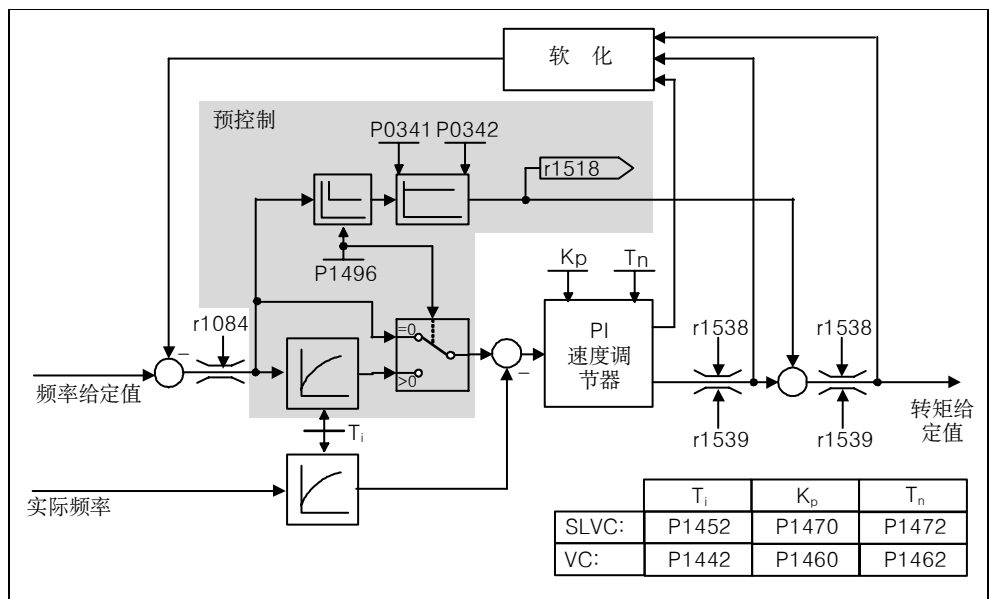 软 化
预控制
P0341 P0342
r1518
P1496
Kp Tn
r1084
=0
>0
PI
速度调
节器
r1538
r1538
频率给定值
Ti
r1539
r1539
转矩给
定值
实际频率
Ti Kp Tn
SLVC: P1452 P1470 P1472
VC: P1442 P1460 P1462